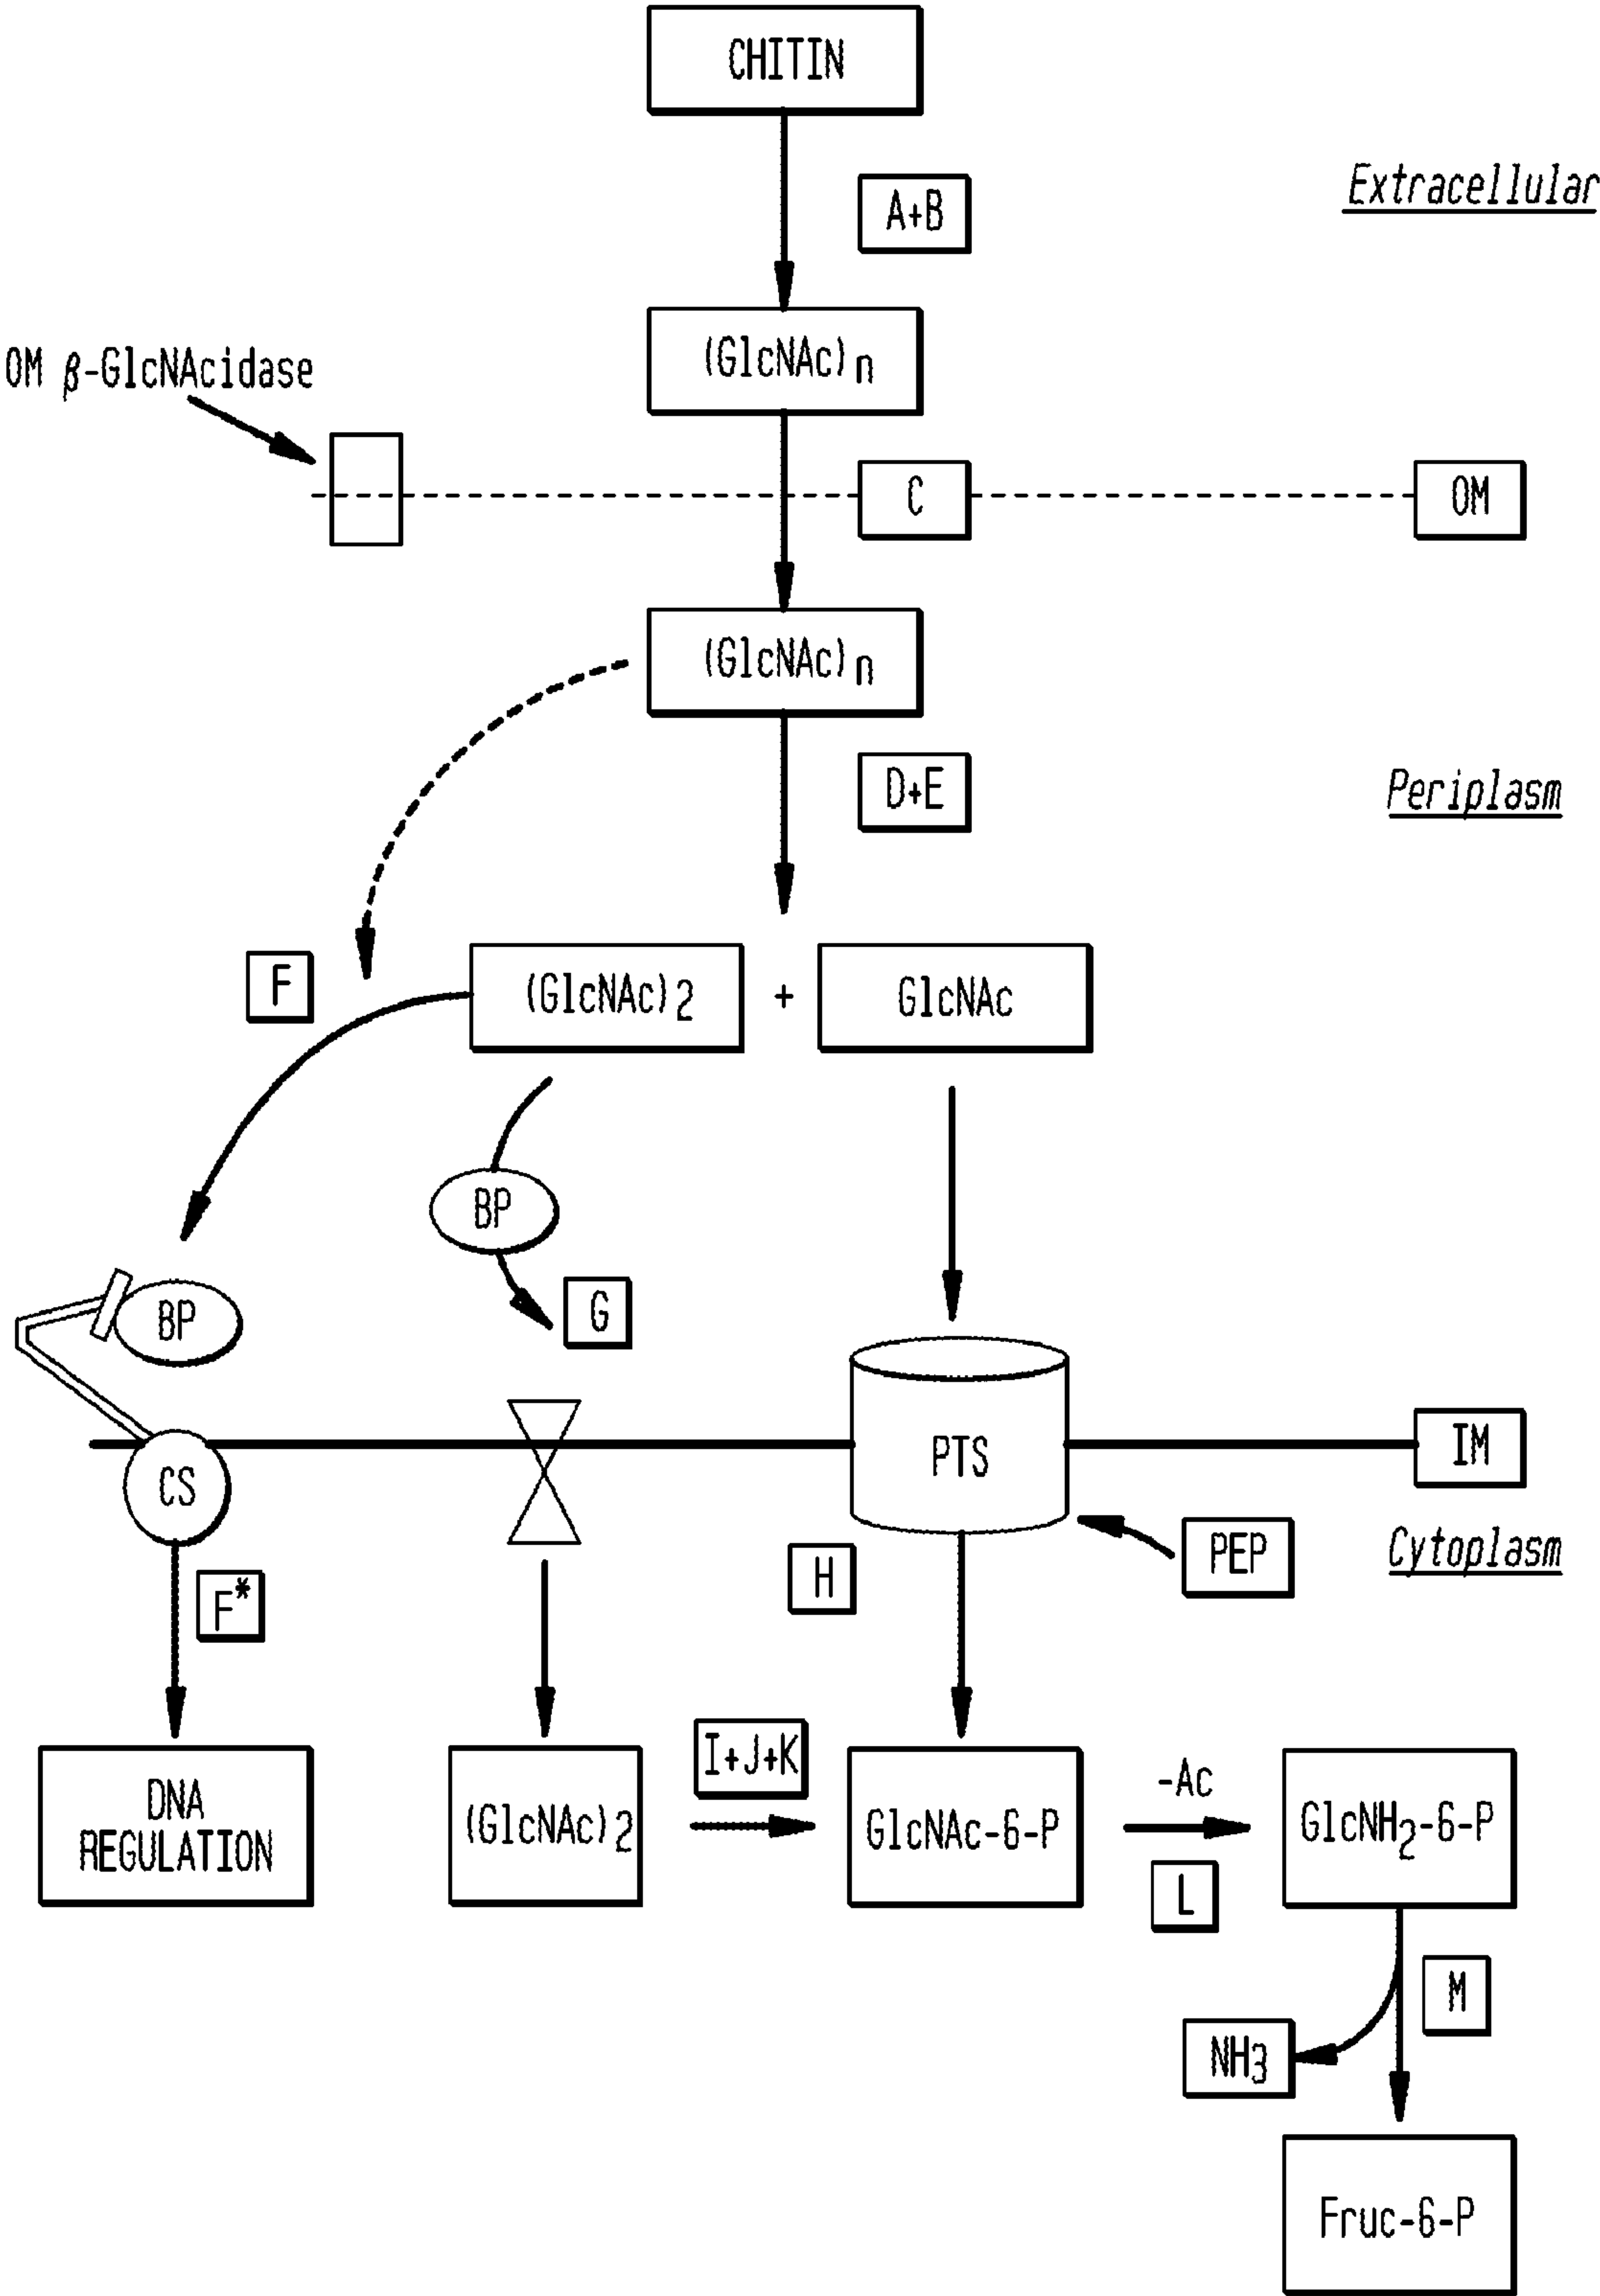 CHITIN
Extracellular
A+B
(GlcNAc)n
OM β-GlcNAcidase
C
OM
(GlcNAc)n
D+E
Periplasm
F
(GlcNAc)2
+
GlcNAc
BP
BP
G
PTS
IM
CS
Cytoplasm
PEP
H
F*
I+J+K
-Ac
DNA
REGULATION
(GlcNAc)2
GlcNAc-6-P
GlcNH2-6-P
L
M
NH3
Fruc-6-P